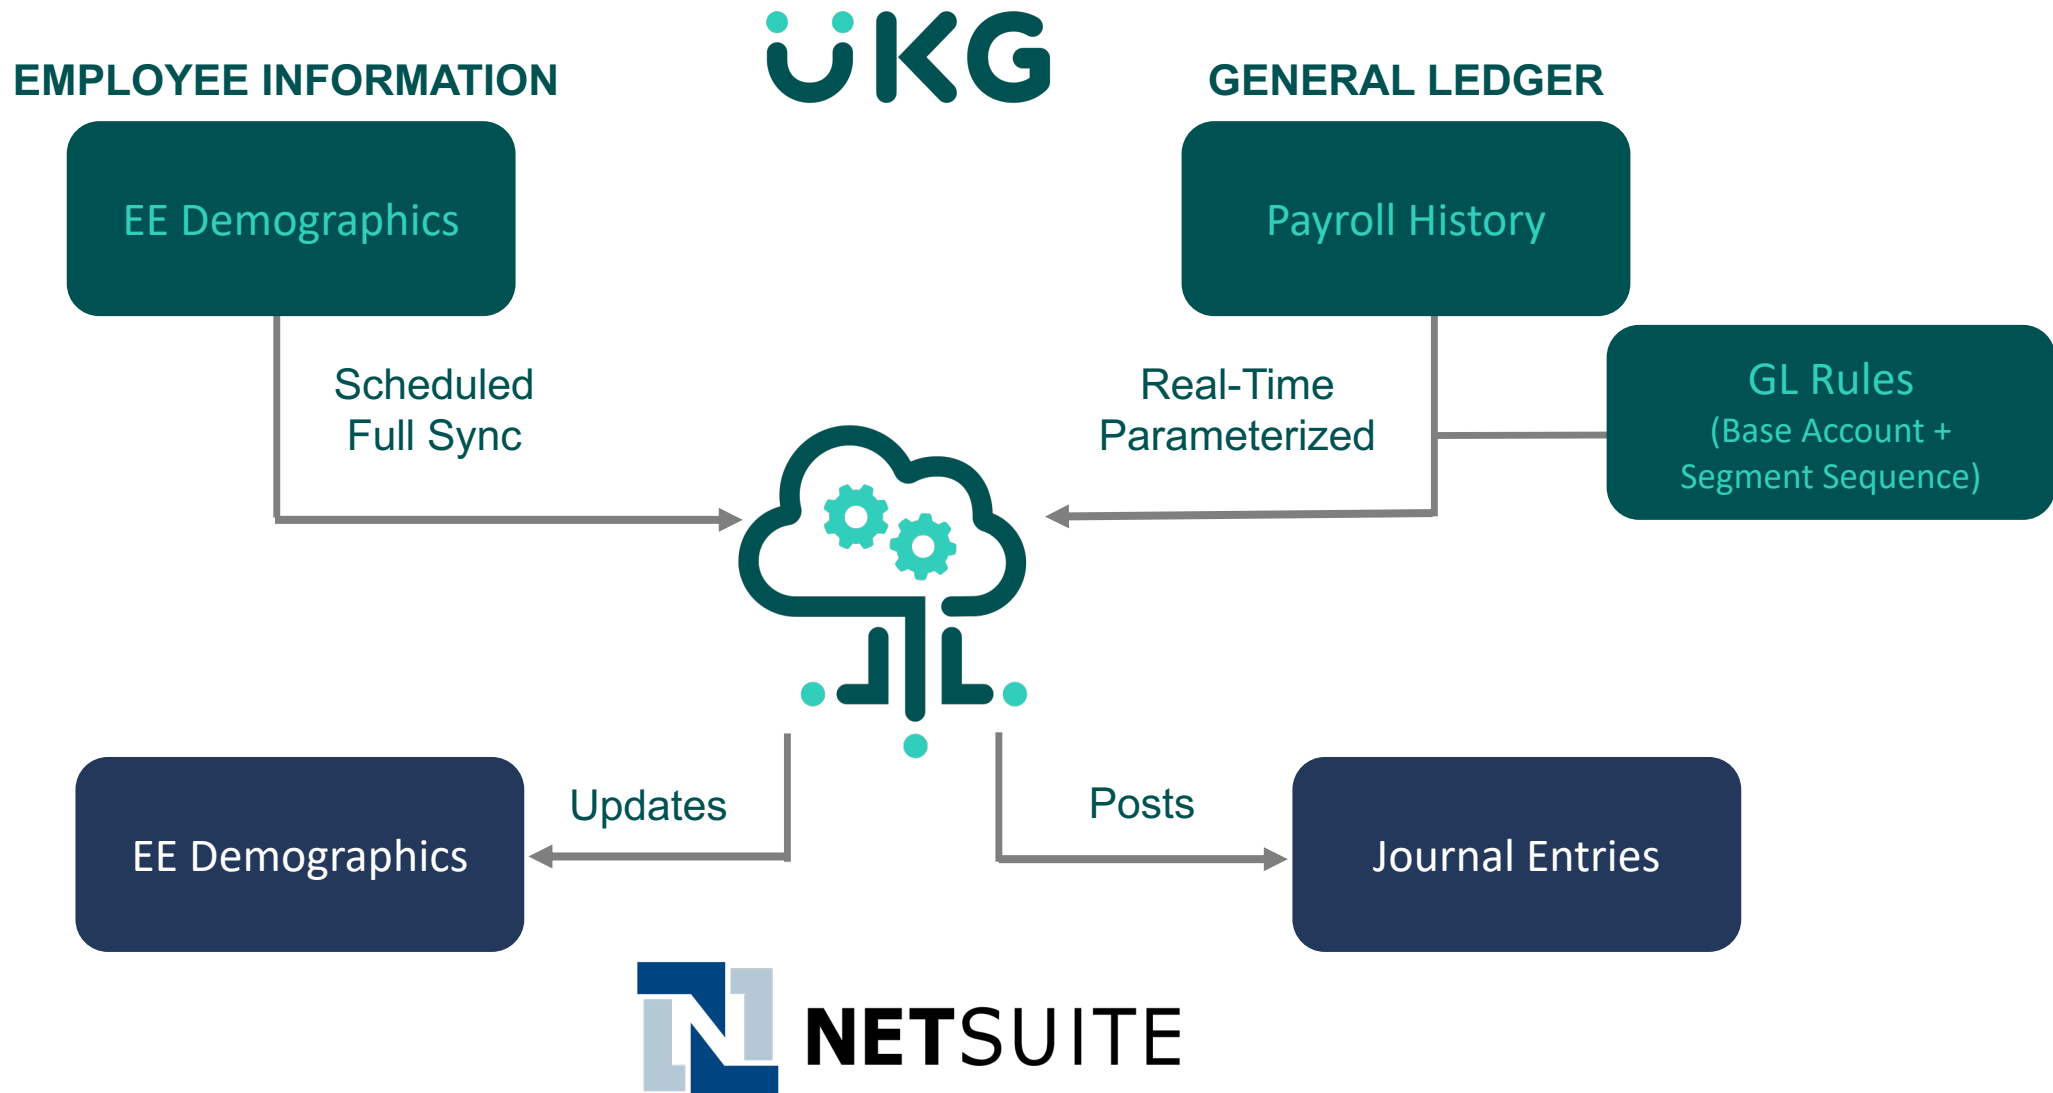 UKG
EMPLOYEE INFORMATION
GENERAL LEDGER
EE Demographics
Payroll History
Scheduled
Full Sync
Real-Time
Parameterized
GL Rules
(Base Account +
Segment Sequence)
Updates
Posts
EE Demographics
Journal Entries
N
NETSUITE